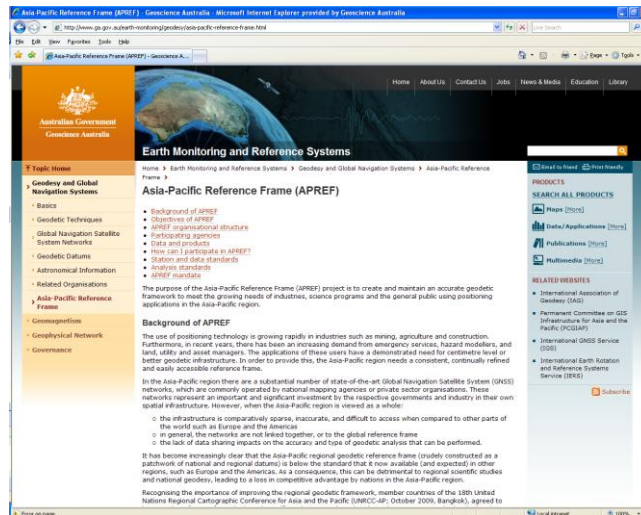 Asia-Pacific Reference Frame (APREF) - Geoscience Australia - Microsoft Internet Explorer provided by Geoscience Australia
http://www.ga.gov.au/earth-monitoring/geodesy/asia-pacific-reference-frame.html
Live Search
File Edit View Favorites Tools Help
Asia-Pacific Reference Frame (APREF) - Geoscience A...
Page Tools
Home About Us Contact Us Jobs News & Media Education Library
Australian Government
Geoscience Australia
Earth Monitoring and Reference Systems
Topic Home
Geodesy and Global
Navigation Systems
Basics
Geodetic Techniques
Global Navigation Satellite
System Networks
Geodetic Datums
Astronomical Information
Related Organisations
Asia-Pacific Reference
Frame
Geomagnetism
Geophysical Network
Governance
Home > Earth Monitoring and Reference Systems > Geodesy and Global Navigation Systems > Asia-Pacific Reference
Frame >
Asia-Pacific Reference Frame (APREF)
Background of APREF
Objectives of APREF
APREF organisational structure
Participating agencies
Data and products
How can I participate in APREF?
Station and data standards
Analysis standards
APREF mandate
The purpose of the Asia-Pacific Reference Frame (APREF) project is to create and maintain an accurate geodetic
framework to meet the growing needs of industries, science programs and the general public using positioning
applications in the Asia-Pacific region.
Background of APREF
The use of positioning technology is growing rapidly in industries such as mining, agriculture and construction.
Furthermore, in recent years, there has been an increasing demand from emergency services, hazard modellers, and
land, utility and asset managers. The applications of these users have a demonstrated need for centimetre level or
better geodetic infrastructure. In order to provide this, the Asia-Pacific region needs a consistent, continually refined
and easily accessible reference frame.
In the Asia-Pacific region there are a substantial number of state-of-the-art Global Navigation Satellite System (GNSS)
networks, which are commonly operated by national mapping agencies or private sector organisations. These
networks represent an important and significant investment by the respective governments and industry in their own
spatial infrastructure. However, when the Asia-Pacific region is viewed as a whole:
the infrastructure is comparatively sparse, inaccurate, and difficult to access when compared to other parts of
the world such as Europe and the Americas
in general, the networks are not linked together, or to the global reference frame
the lack of data sharing impacts on the accuracy and type of geodetic analysis that can be performed.
It has become increasingly clear that the Asia-Pacific regional geodetic framework (crudely constructed as a
patchwork of national and regional datums) is below the standard that is now available (and expected) in other
regions, such as Europe and the Americas. As a consequence, this can be detrimental to regional scientific studies
and national geodesy, leading to a loss in competitive advantage by nations in the Asia-Pacific region.
Recognising the importance of improving the regional geodetic framework, member countries of the 18th United
Nations Regional Cartographic Conference for Asia and the Pacific (UNRCC-AP; October 2009, Bangkok), agreed to
Email to friend Print friendly
PRODUCTS
SEARCH ALL PRODUCTS
Maps [More]
Data/Applications [More]
Publications [More]
Multimedia [More]
RELATED WEBSITES
International Association of
Geodesy (IAG)
Permanent Committee on GIS
Infrastructure for Asia and the
Pacific (PCGIAP)
International GNSS Service
(IGS)
International Earth Rotation
and Reference Systems
Service (IERS)
Subscribe
Error on page.
Local intranet
100%